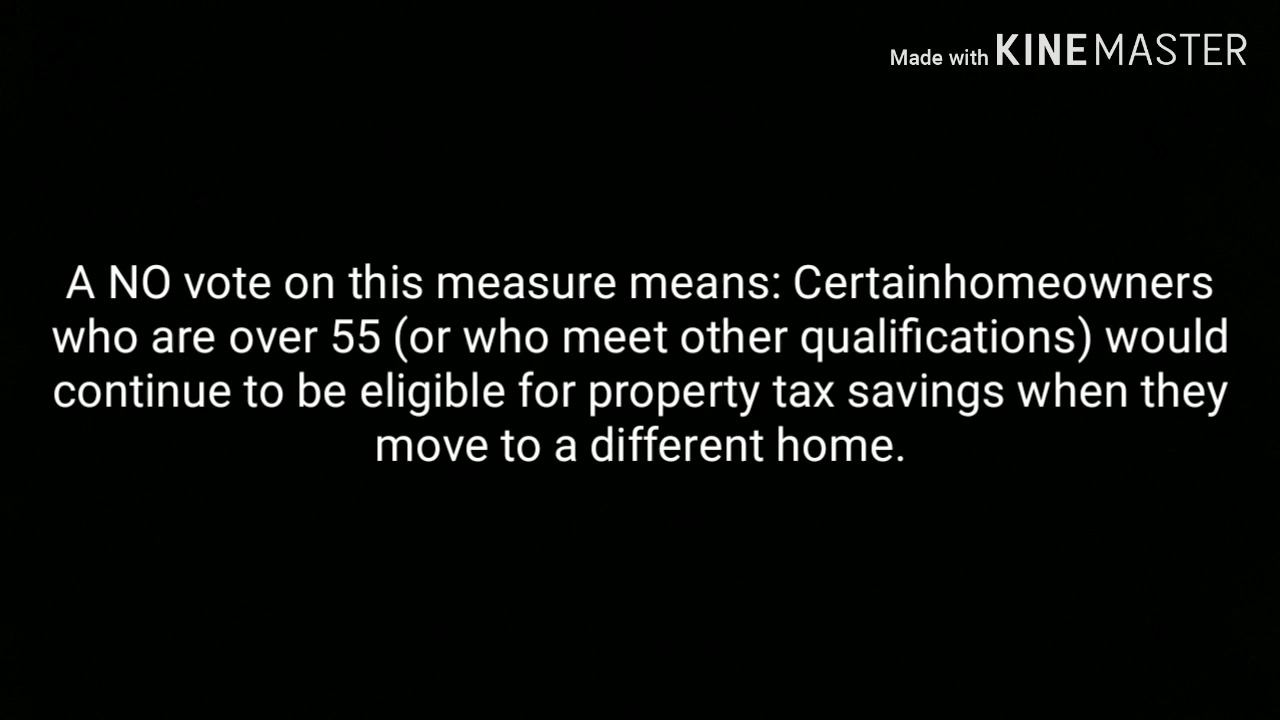 Made with KINEMASTER
A NO vote on this measure means: Certainhomeowners
who are over 55 (or who meet other qualifications) would
continue to be eligible for property tax savings when they
move to a different home.